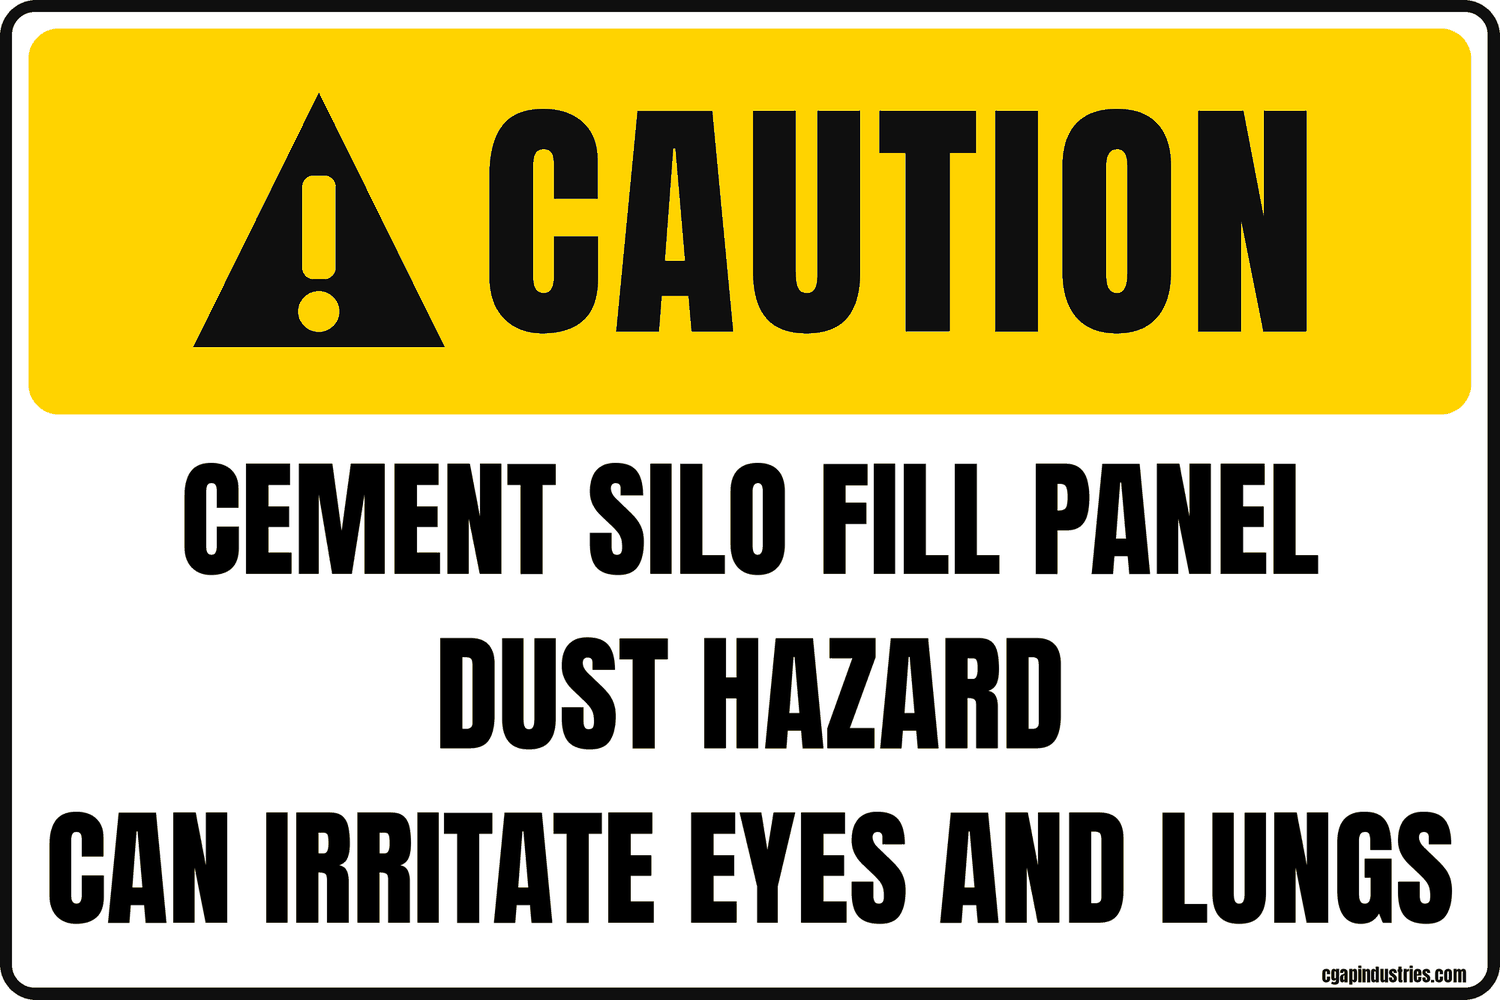 CAUTION
CEMENT SILO FILL PANEL
DUST HAZARD
CAN IRRITATE EYES AND LUNGS
cgapindustries.com